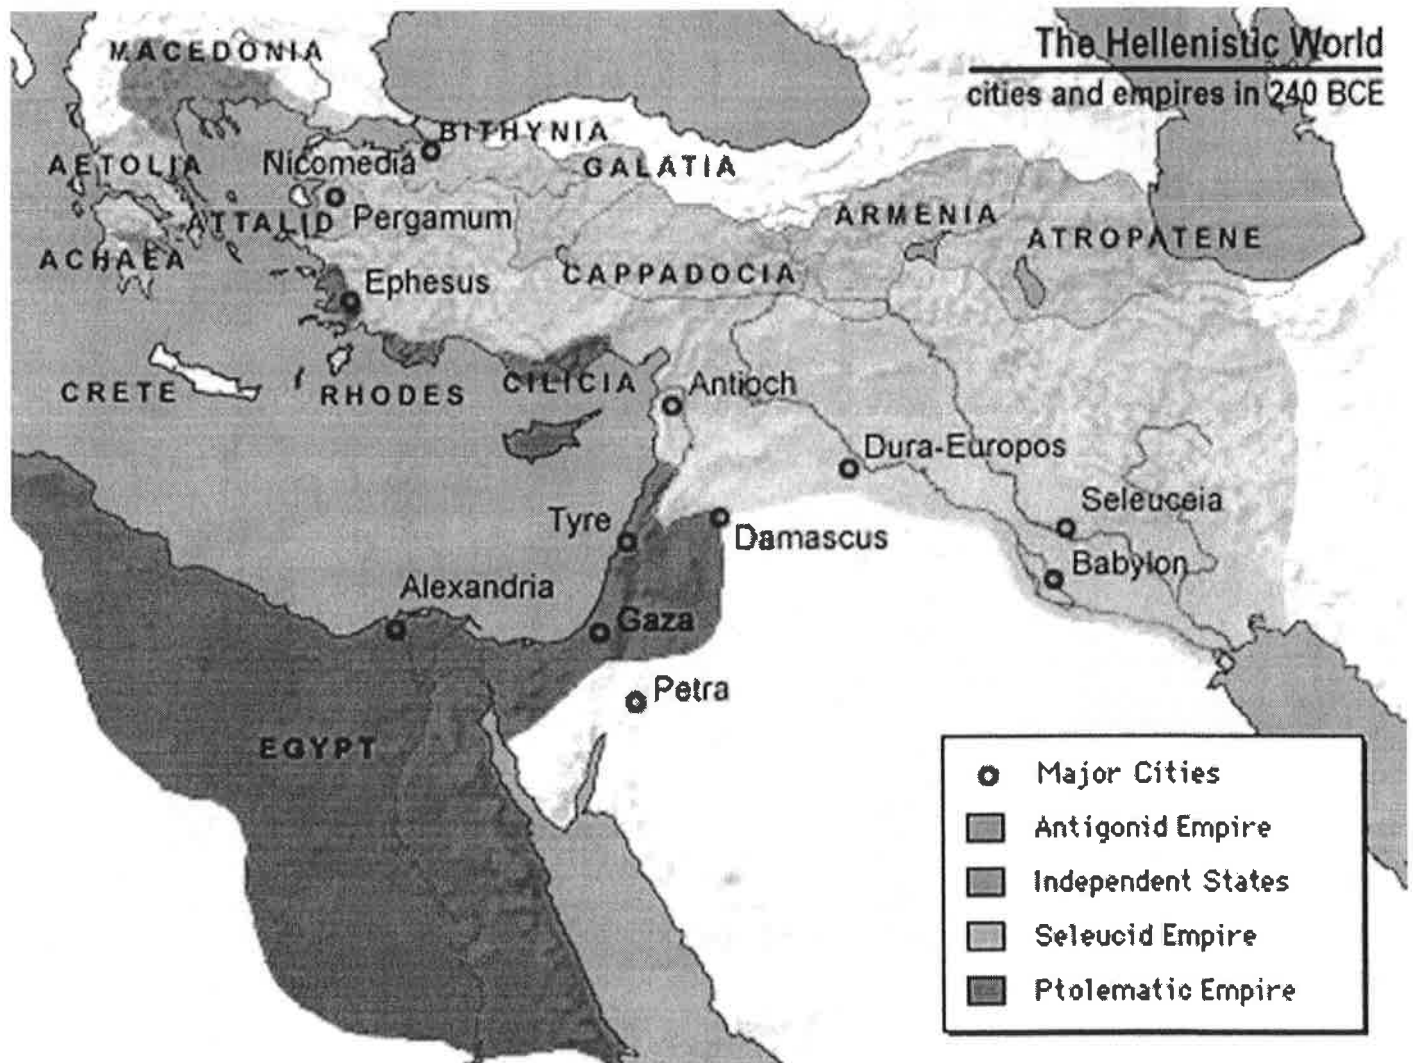 The Hellenistic World
cities and empires in 240 BCE
MACEDONIA
BITHYNIA
AETOLIA
Nicomedia
GALATIA
ATTALID
Pergamum
ARMENIA
ATROPATENE
ACHAEA
Ephesus
CAPPADOCIA
CRETE
RHODES
CILICIA
Antioch
Dura-Europos
Seleuceia
Tyre
Damascus
Babylon
Alexandria
Gaza
Petra
EGYPT
Major Cities
Antigonid Empire
Independent States
Seleucid Empire
Ptolematic Empire